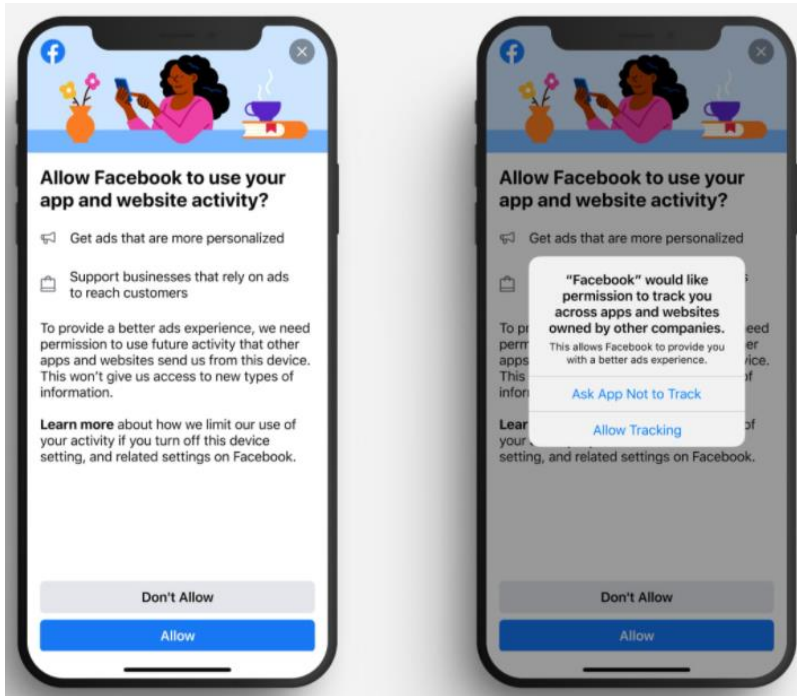 Allow Facebook to use your
app and website activity?
Get ads that are more personalized
Support businesses that rely on ads
to reach customers
To provide a better ads experience, we need
permission to use future activity that other
apps and websites send us from this device.
This won't give us access to new types of
information.
Learn more about how we limit our use of
your activity if you turn off this device
setting, and related settings on Facebook.
Don't Allow
Allow
Allow Facebook to use your
app and website activity?
Get ads that are more personalized
"Facebook" would like
permission to track you
across apps and websites
owned by other companies.
This allows Facebook to provide you
with a better ads experience.
Ask App Not to Track
Allow Tracking
setting, and related settings on Facebook.
Don't Allow
Allow